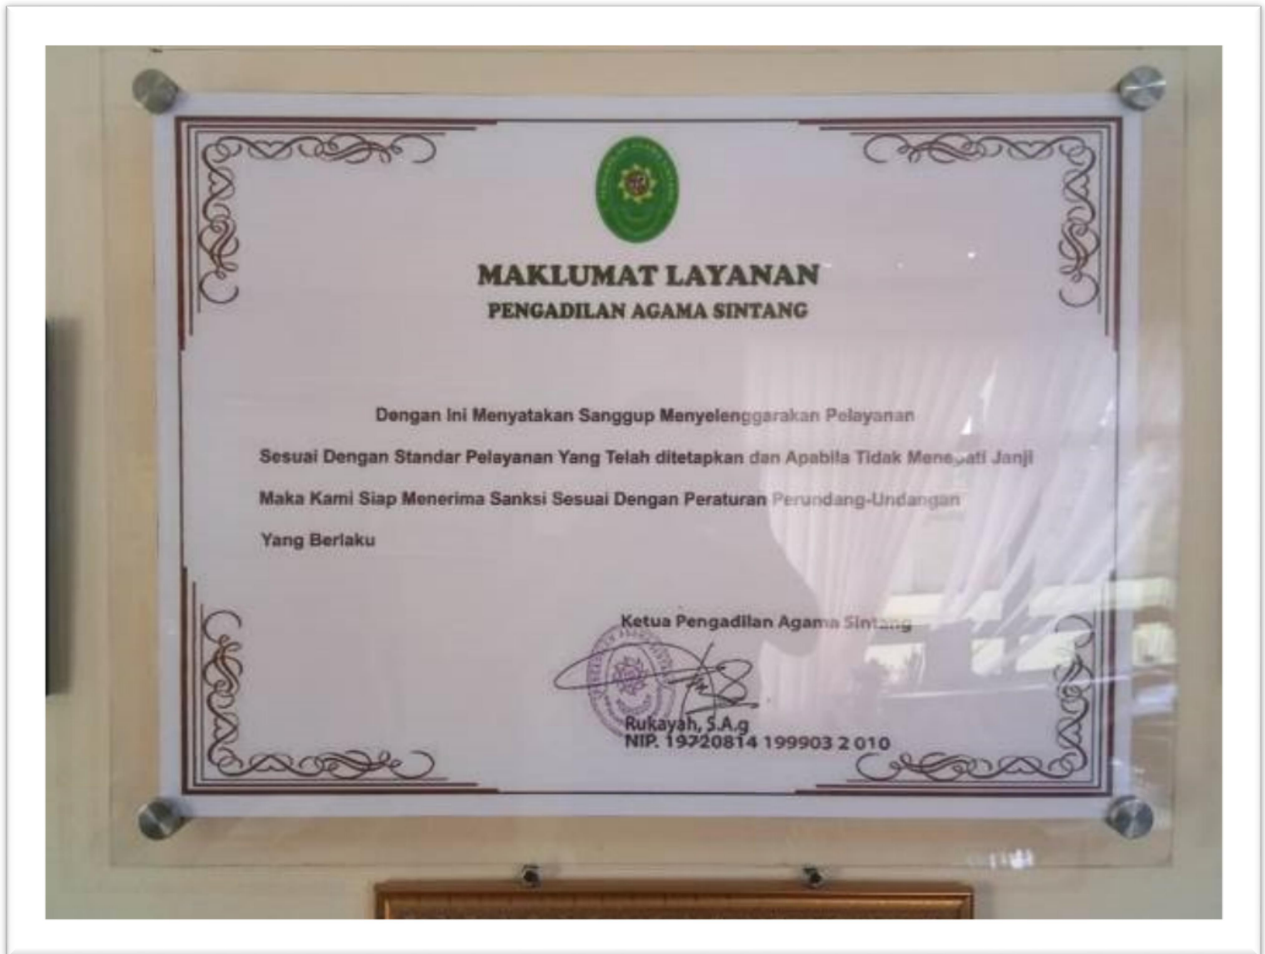 MAKLUMAT LAYANAN
PENGADILAN AGAMA SINTANG
Dengan Ini Menyatakan Sanggup Menyelenggarakan Pelayanan
Sesuai Dengan Standar Pelayanan Yang Telah ditetapkan dan Apabila Tidak Menepati Janji
Maka Kami Siap Menerima Sanksi Sesuai Dengan Peraturan Perundang-Undangan
Yang Berlaku
Ketua Pengadilan Agama Sintang
Rukayah, S.A.g
NIP. 19720814 199903 2 010